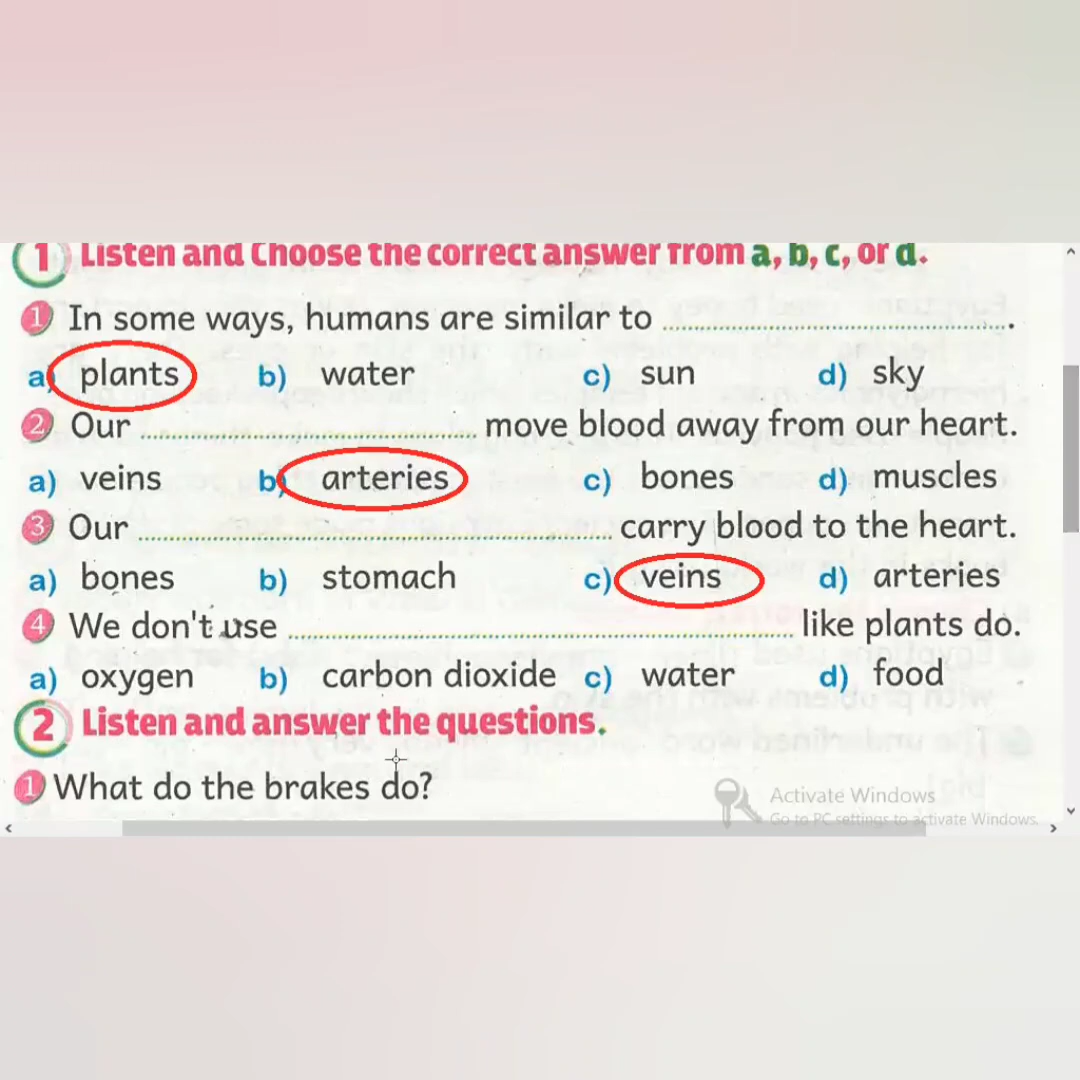 1 Listen and Choose the correct answer from a, b, c, or d.
1 In some ways, humans are similar to ........................................ .
a) plants b) water c) sun d) sky
2 Our ........................................ move blood away from our heart.
a) veins b) arteries c) bones d) muscles
3 Our ........................................ carry blood to the heart.
a) bones b) stomach c) veins d) arteries
4 We don't use ........................................ like plants do.
a) oxygen b) carbon dioxide c) water d) food
2 Listen and answer the questions.
1 What do the brakes do?
Activate Windows
Go to PC settings to activate Windows.